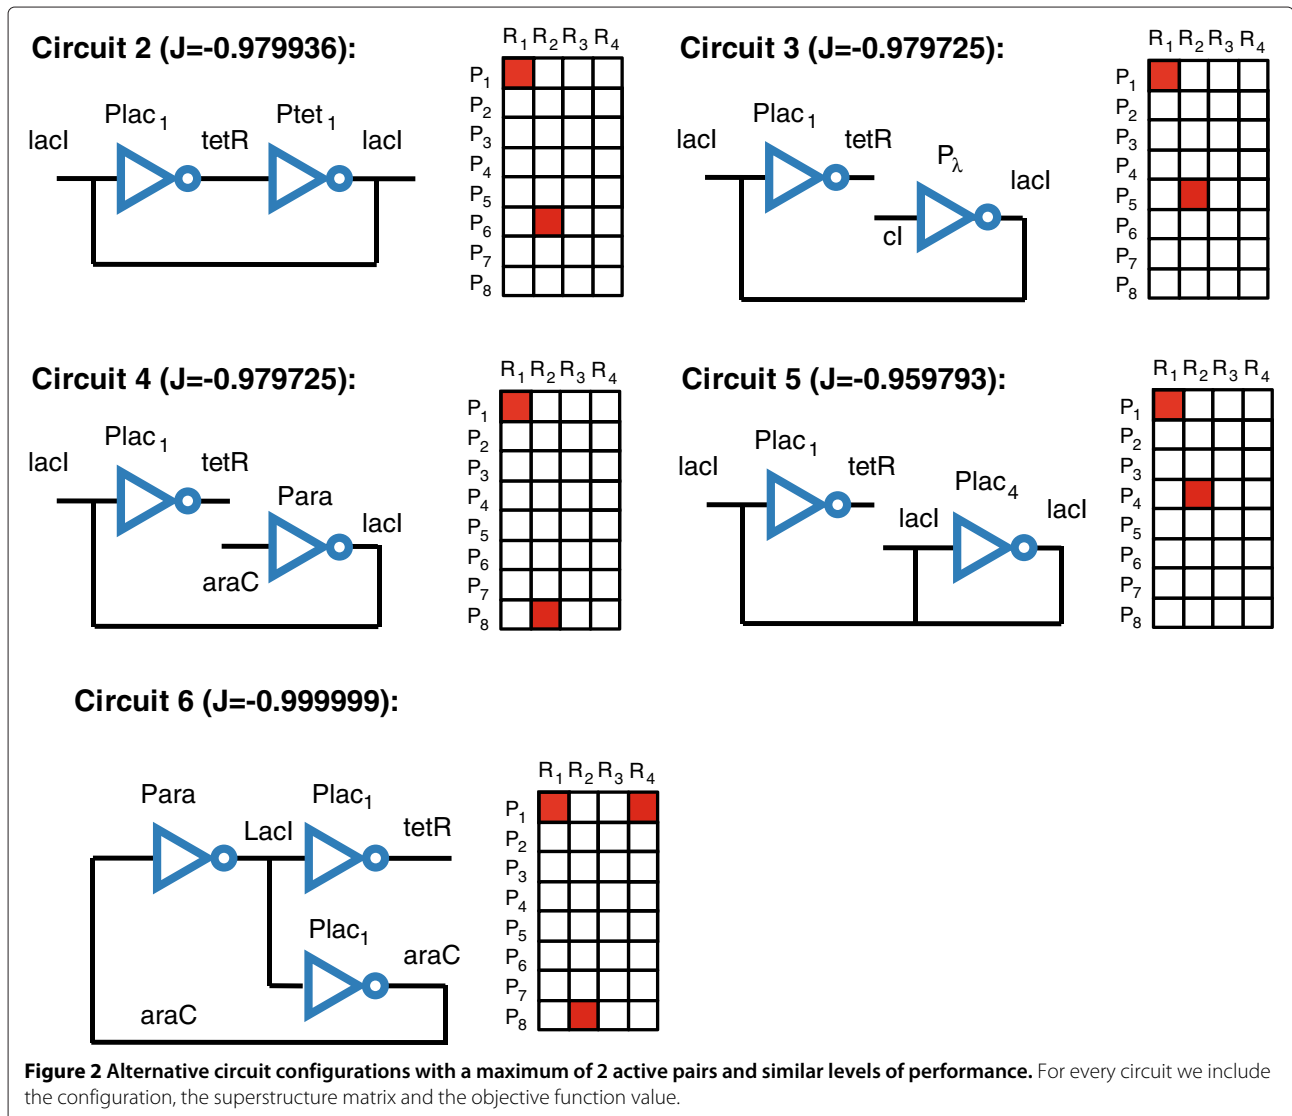 Circuit 2 (J=-0.979936):
R1 R2 R3 R4
P1
P2
P3
P4
P5
P6
P7
P8
Plac1
Ptet1
lacI
tetR
lacI
Circuit 3 (J=-0.979725):
R1 R2 R3 R4
P1
P2
P3
P4
P5
P6
P7
P8
Plac1
lacI
tetR
Pλ
lacI
cI
Circuit 4 (J=-0.979725):
R1 R2 R3 R4
P1
P2
P3
P4
P5
P6
P7
P8
Plac1
lacI
tetR
Para
lacI
araC
Circuit 5 (J=-0.959793):
R1 R2 R3 R4
P1
P2
P3
P4
P5
P6
P7
P8
Plac1
lacI
tetR
Plac4
lacI
lacI
Circuit 6 (J=-0.999999):
R1 R2 R3 R4
P1
P2
P3
P4
P5
P6
P7
P8
Para
Plac1
LacI
tetR
Plac1
araC
araC
Figure 2 Alternative circuit configurations with a maximum of 2 active pairs and similar levels of performance. For every circuit we include
the configuration, the superstructure matrix and the objective function value.